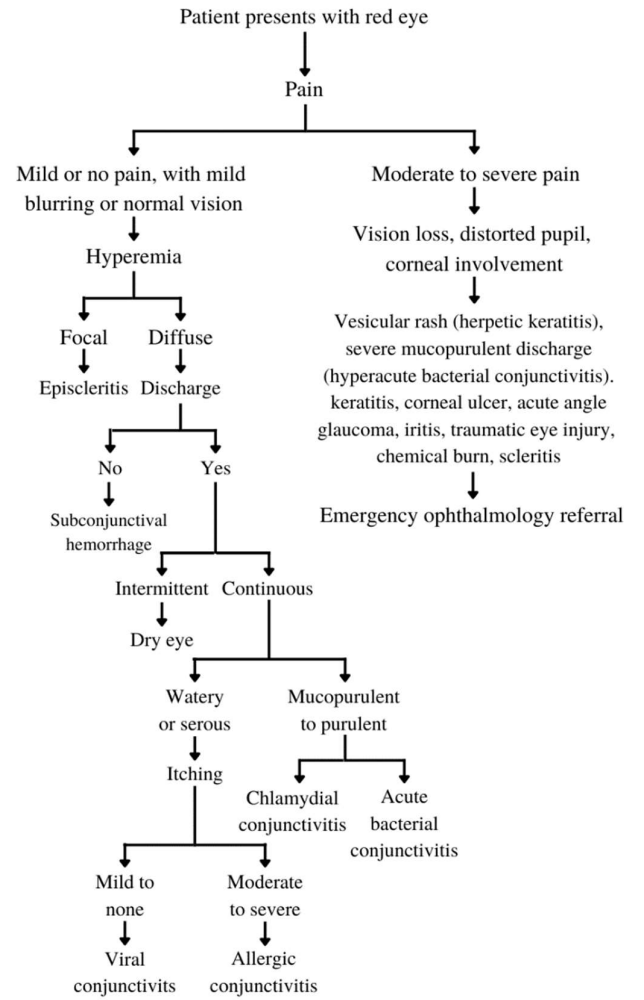 Patient presents with red eye
Pain
Mild or no pain, with mild
blurring or normal vision
Moderate to severe pain
Vision loss, distorted pupil,
corneal involvement
Hyperemia
Vesicular rash (herpetic keratitis),
severe mucopurulent discharge
(hyperacute bacterial conjunctivitis).
keratitis, corneal ulcer, acute angle
glaucoma, iritis, traumatic eye injury,
chemical burn, scleritis
Focal
Diffuse
Episcleritis
Discharge
No
Yes
Emergency ophthalmology referral
Subconjunctival
hemorrhage
Intermittent
Continuous
Dry eye
Watery
or serous
Mucopurulent
to purulent
Itching
Chlamydial
conjunctivitis
Acute
bacterial
conjunctivitis
Mild to
none
Moderate
to severe
Viral
conjunctivits
Allergic
conjunctivitis